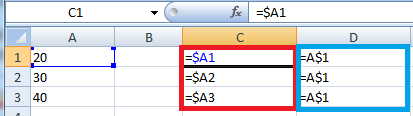 C1 fx =$A1
A B C D
1 20 =$A1 =A$1
2 30 =$A2 =A$1
3 40 =$A3 =A$1